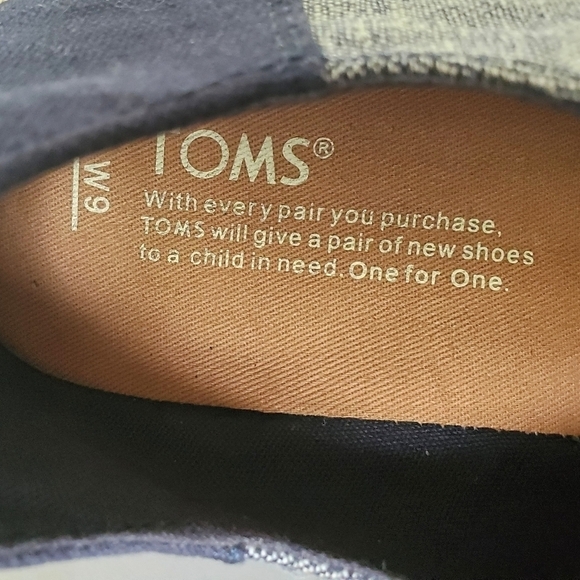 TOMS®
With every pair you purchase,
TOMS will give a pair of new shoes
to a child in need. One for One.
W9